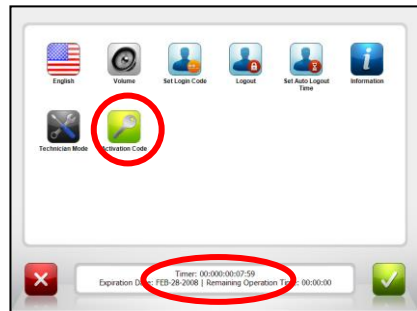 English
Volume
Set Login Code
Logout
Set Auto Logout
Time
Information
Technician Mode
Activation Code
Timer: 00:000:00:07:59
Expiration Date: FEB-28-2008 | Remaining Operation Time: 00:00:00